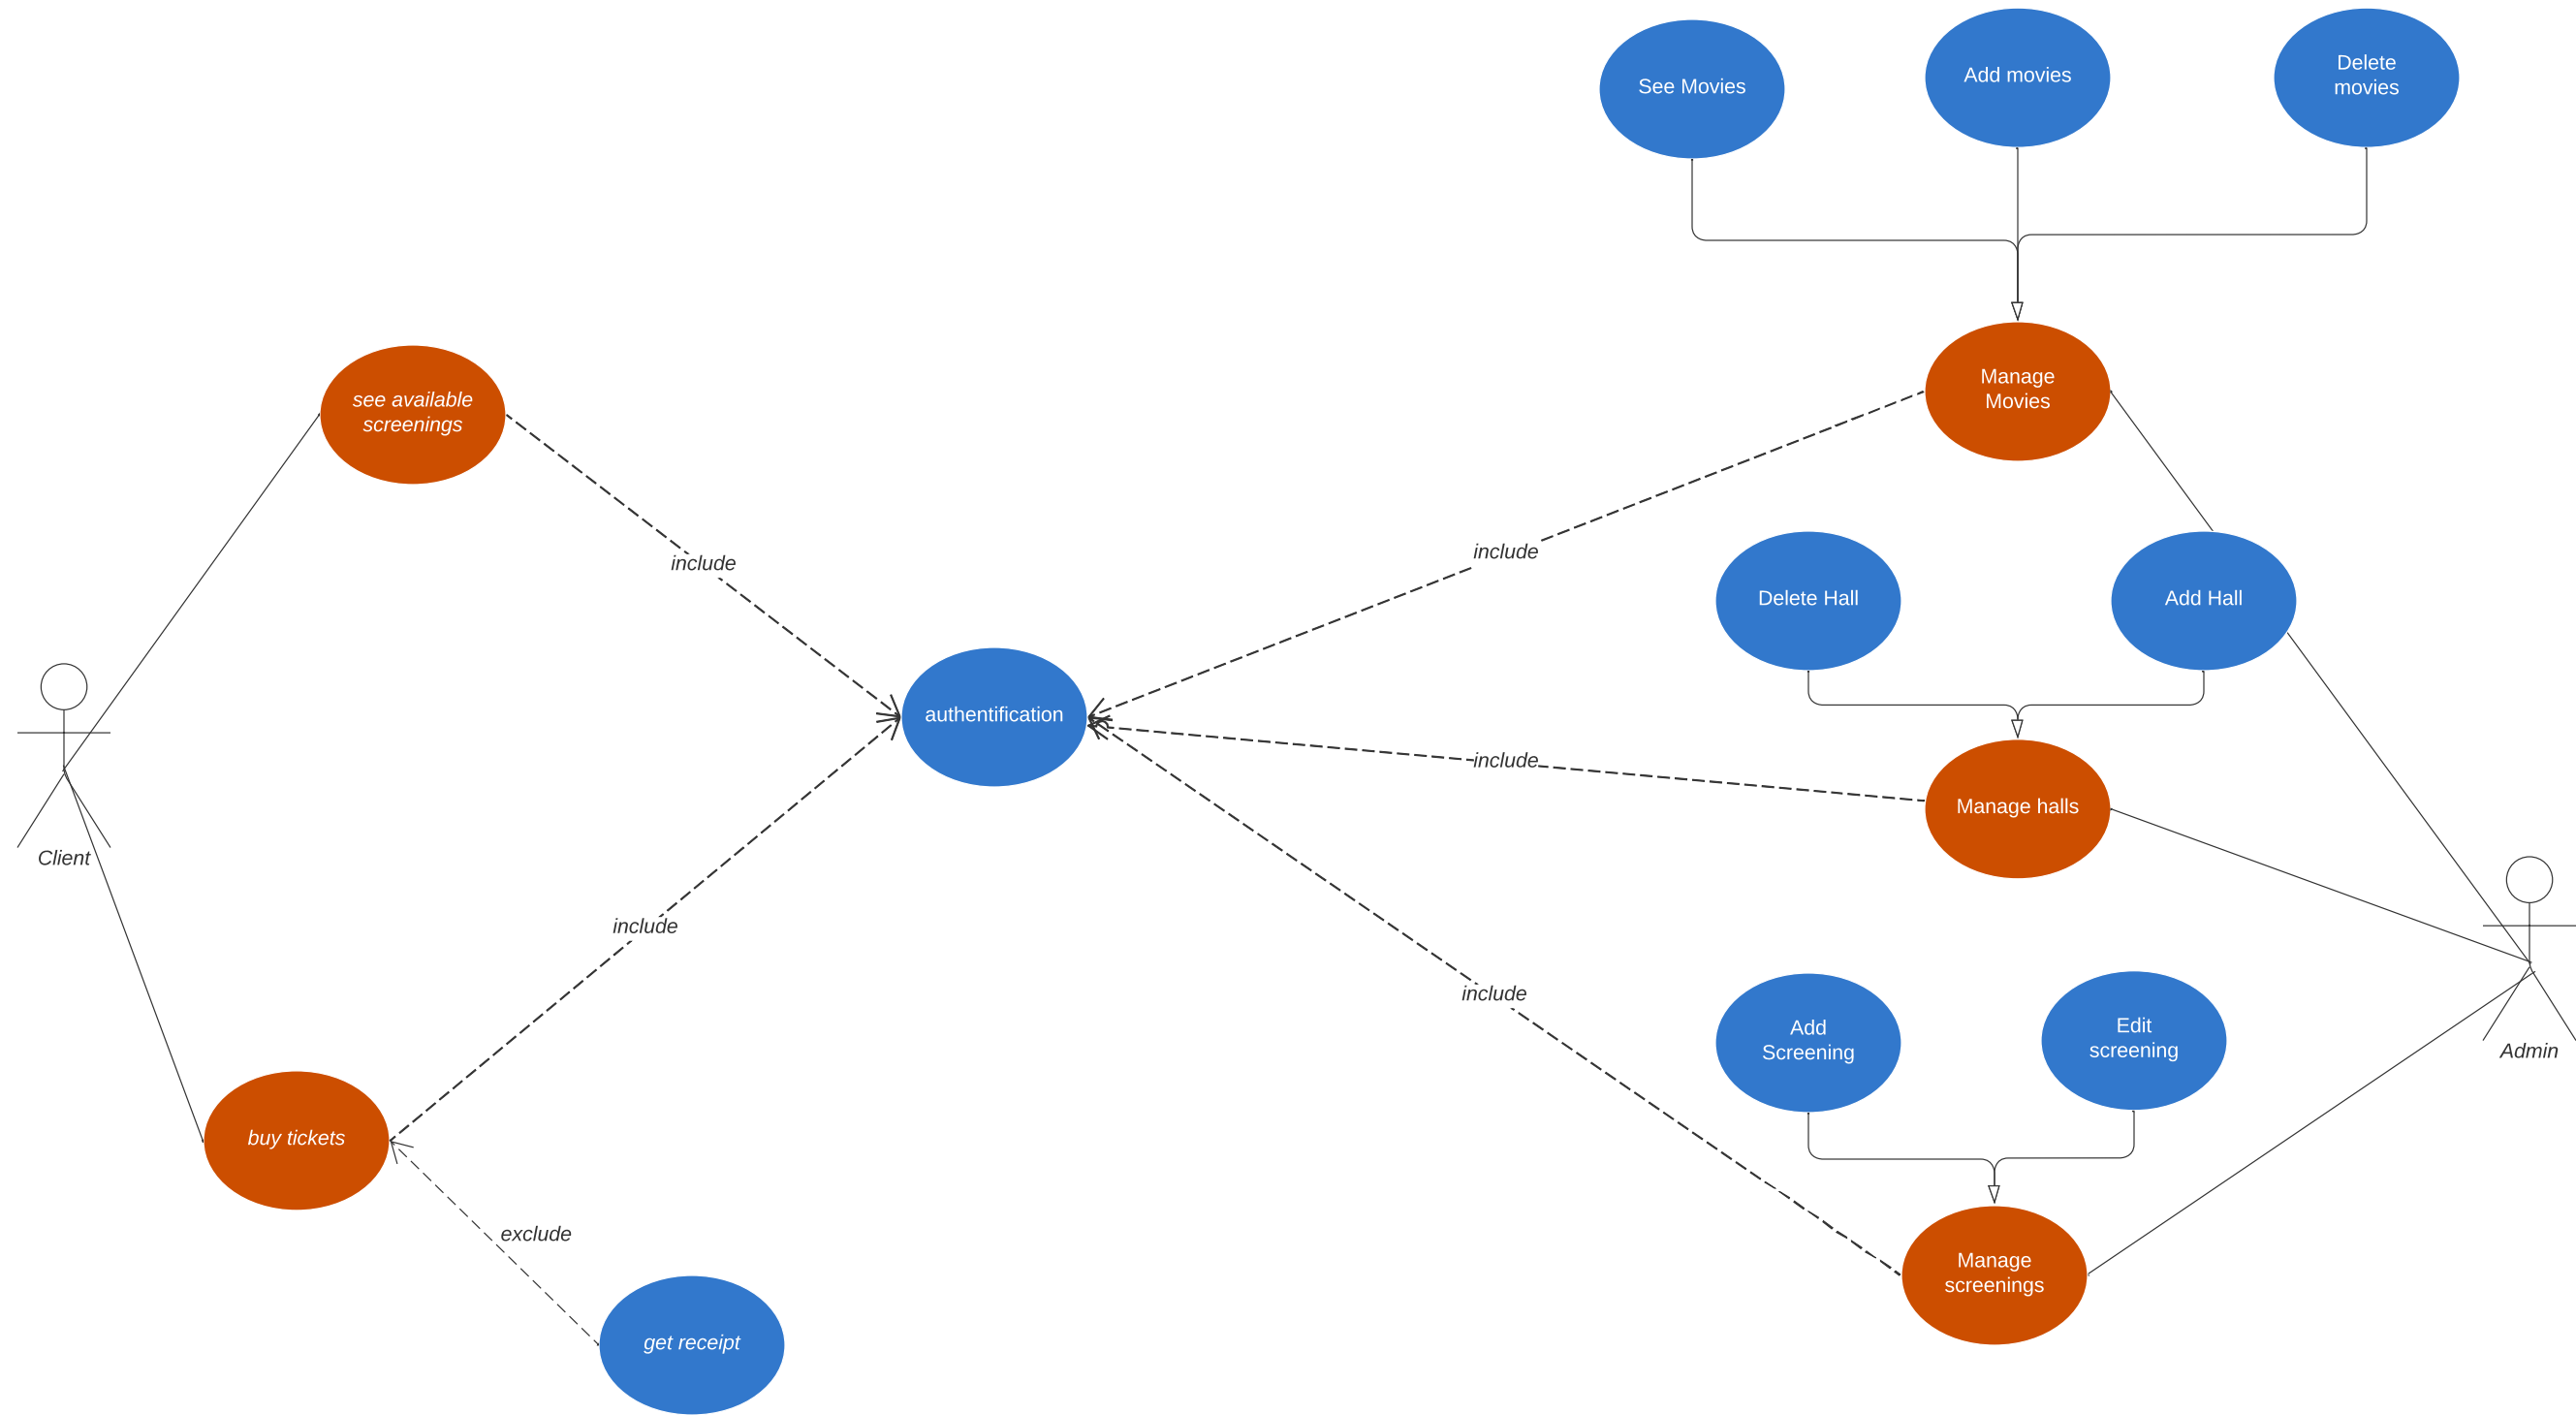 See Movies
Add movies
Delete
movies
Manage
Movies
see available
screenings
include
include
Delete Hall
Add Hall
authentification
include
Manage halls
Client
include
include
Add
Screening
Edit
screening
Admin
buy tickets
exclude
Manage
screenings
get receipt